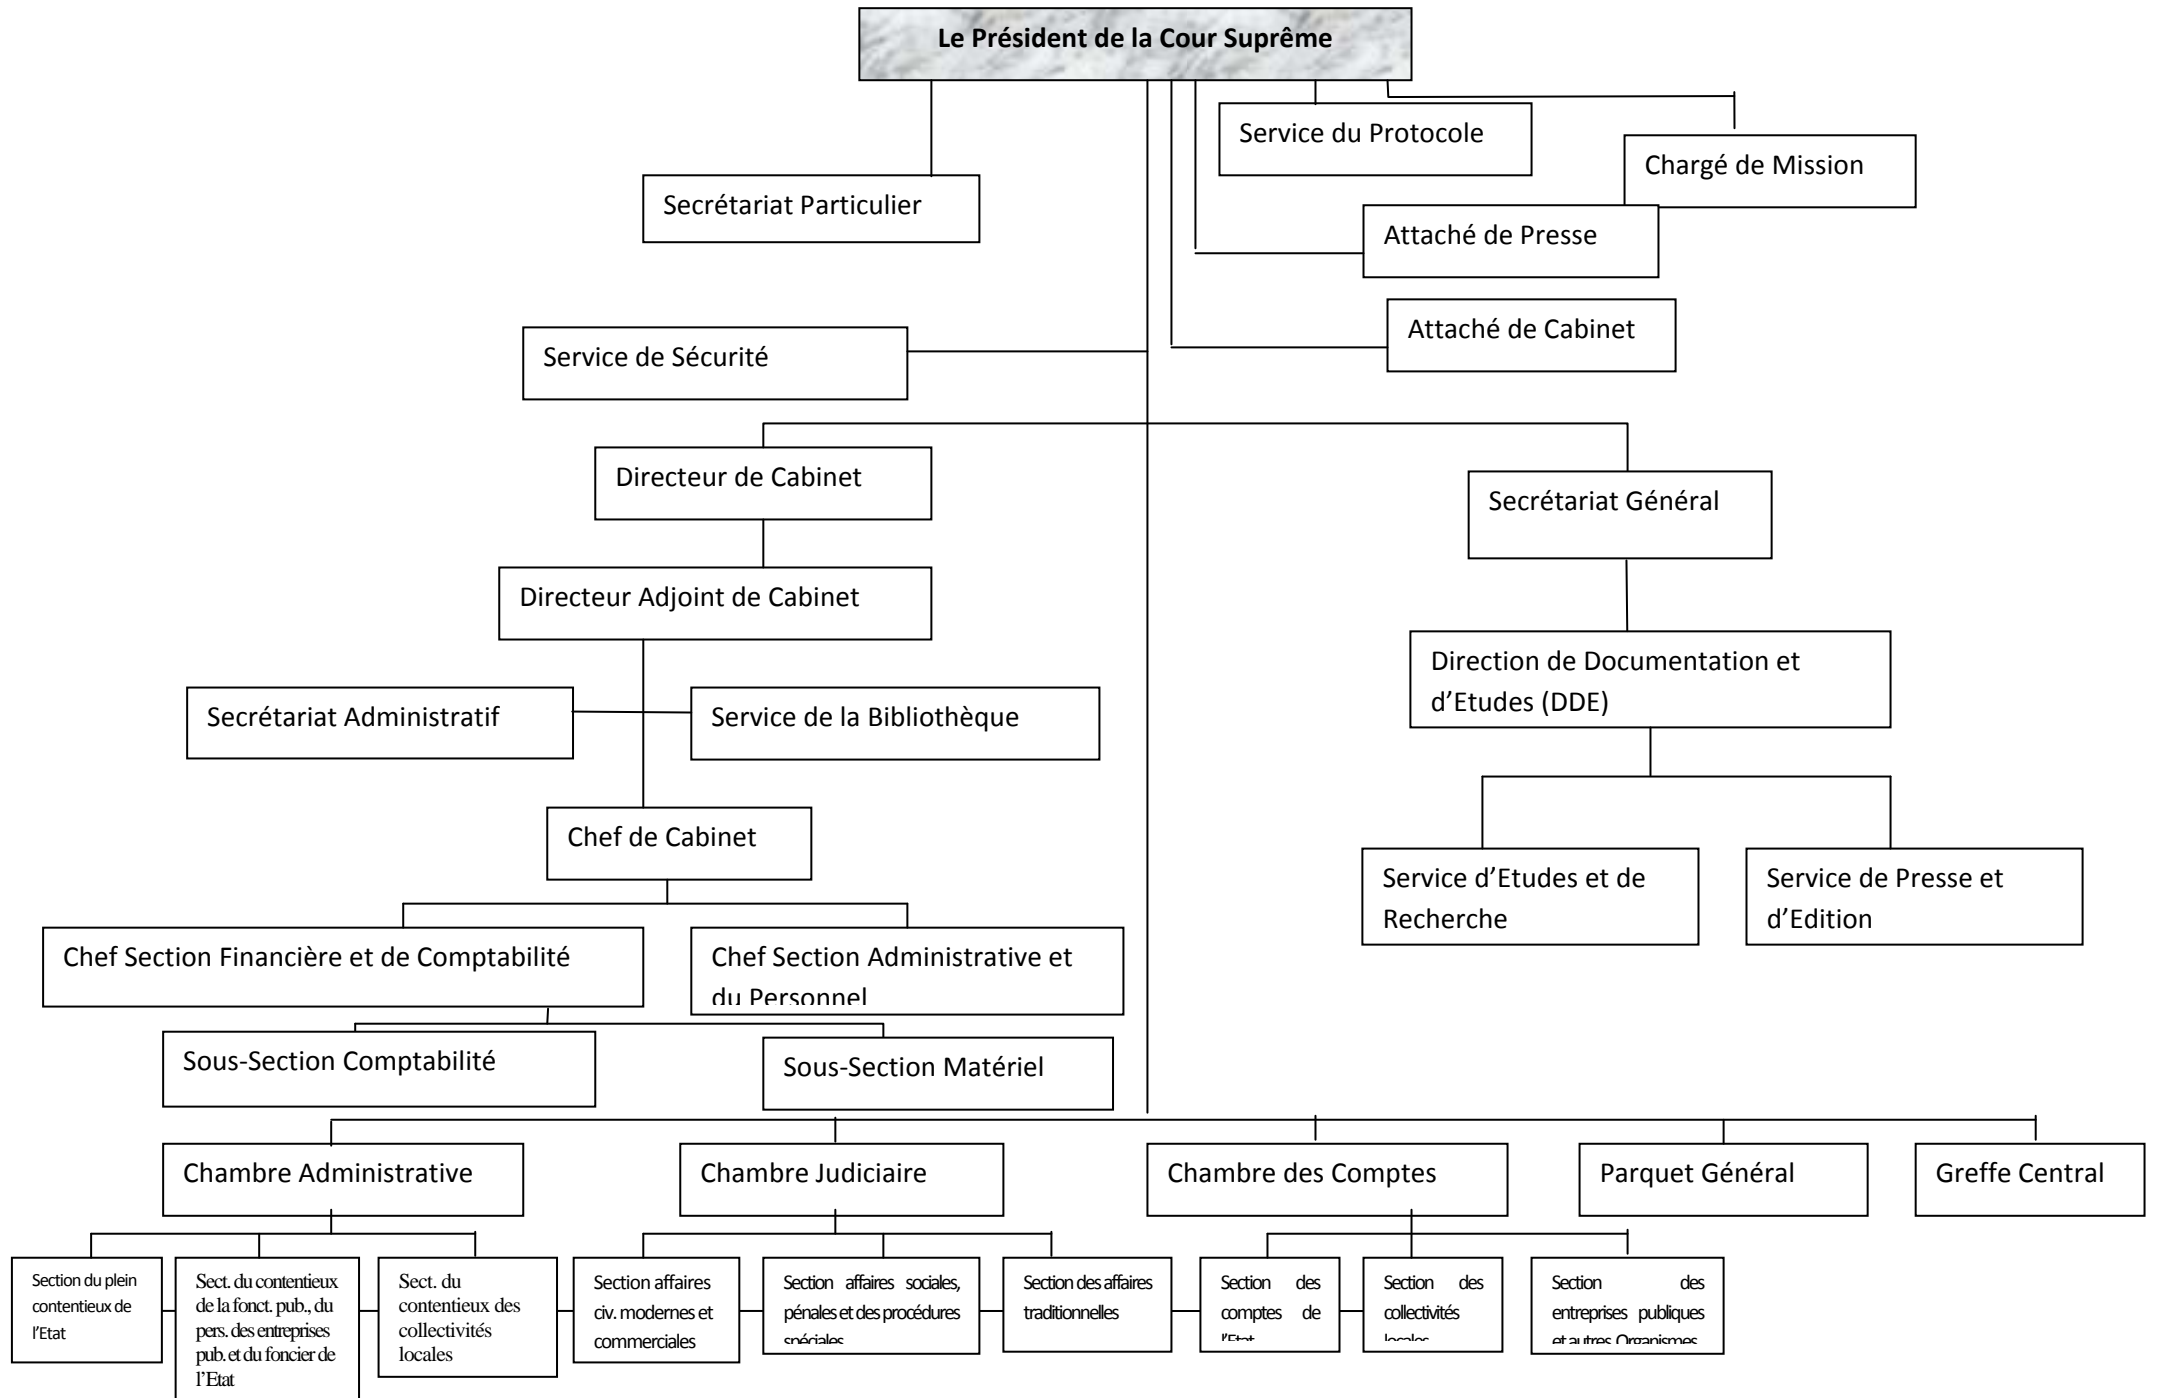 Le Président de la Cour Suprême
Service du Protocole
Chargé de Mission
Secrétariat Particulier
Attaché de Presse
Attaché de Cabinet
Service de Sécurité
Directeur de Cabinet
Secrétariat Général
Directeur Adjoint de Cabinet
Direction de Documentation et
d'Etudes (DDE)
Secrétariat Administratif
Service de la Bibliothèque
Chef de Cabinet
Service d'Etudes et de
Recherche
Service de Presse et
d'Edition
Chef Section Financière et de Comptabilité
Chef Section Administrative et
du Personnel
Sous-Section Comptabilité
Sous-Section Matériel
Chambre Administrative
Chambre Judiciaire
Chambre des Comptes
Parquet Général
Greffe Central
Section du plein
contentieux de
l'Etat
Sect. du contentieux
de la fonct. pub., du
pers. des entreprises
pub. et du foncier de
l'Etat
Sect. du
contentieux des
collectivités
locales
Section affaires
civ. modernes et
commerciales
Section affaires sociales,
pénales et des procédures
spéciales
Section des affaires
traditionnelles
Section des
comptes de
l'Etat
Section des
collectivités
locales
Section des
entreprises publiques
et autres Organismes